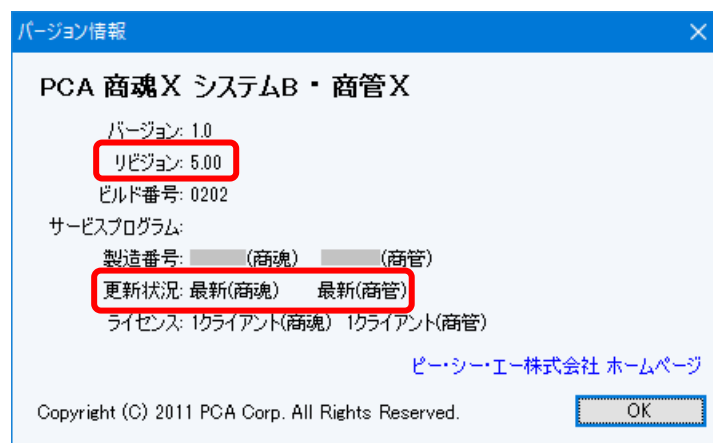 バージョン情報
PCA 商魂X システムB・商管X
バージョン: 1.0
リビジョン: 5.00
ビルド番号: 0202
サービスプログラム:
製造番号: (商魂) (商管)
更新状況: 最新(商魂) 最新(商管)
ライセンス: 1クライアント(商魂) 1クライアント(商管)
ピー・シー・エー株式会社 ホームページ
Copyright (C) 2011 PCA Corp. All Rights Reserved.
OK